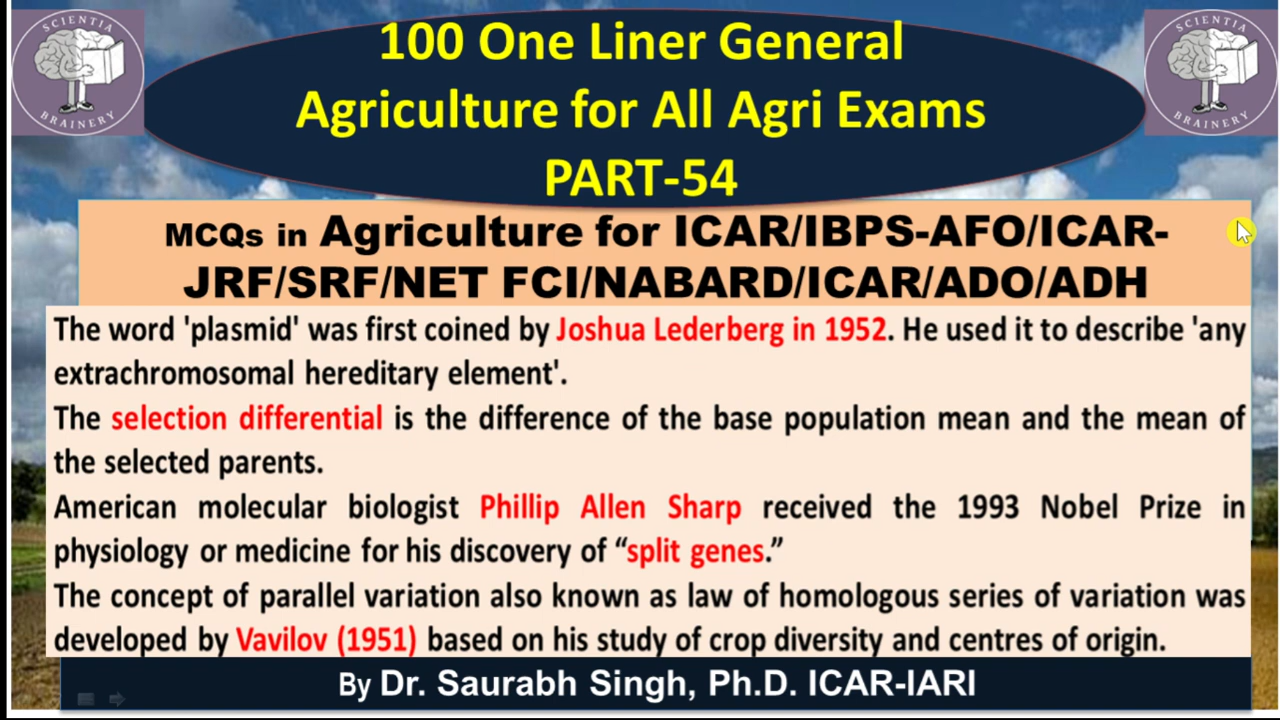 SCIENTIA
BRAINERY
SCIENTIA
BRAINERY
100 One Liner General
Agriculture for All Agri Exams
PART-54
MCQs in Agriculture for ICAR/IBPS-AFO/ICAR-
JRF/SRF/NET FCI/NABARD/ICAR/ADO/ADH
The word 'plasmid' was first coined by Joshua Lederberg in 1952. He used it to describe 'any
extrachromosomal hereditary element'.
The selection differential is the difference of the base population mean and the mean of
the selected parents.
American molecular biologist Phillip Allen Sharp received the 1993 Nobel Prize in
physiology or medicine for his discovery of “split genes.”
The concept of parallel variation also known as law of homologous series of variation was
developed by Vavilov (1951) based on his study of crop diversity and centres of origin.
By Dr. Saurabh Singh, Ph.D. ICAR-IARI